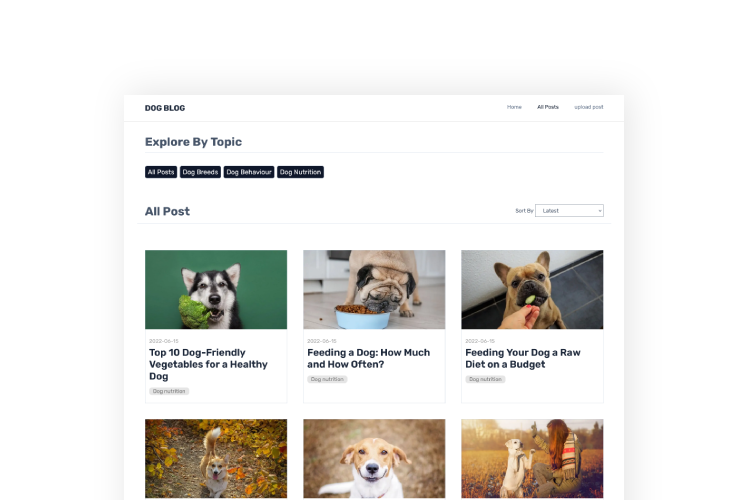 DOG BLOG
Home
All Posts
upload post
Explore By Topic
All Posts
Dog Breeds
Dog Behaviour
Dog Nutrition
All Post
Sort By
Latest
2022-06-15
Top 10 Dog-Friendly
Vegetables for a Healthy
Dog
Dog nutrition
2022-06-15
Feeding a Dog: How Much
and How Often?
Dog nutrition
2022-06-15
Feeding Your Dog a Raw
Diet on a Budget
Dog nutrition